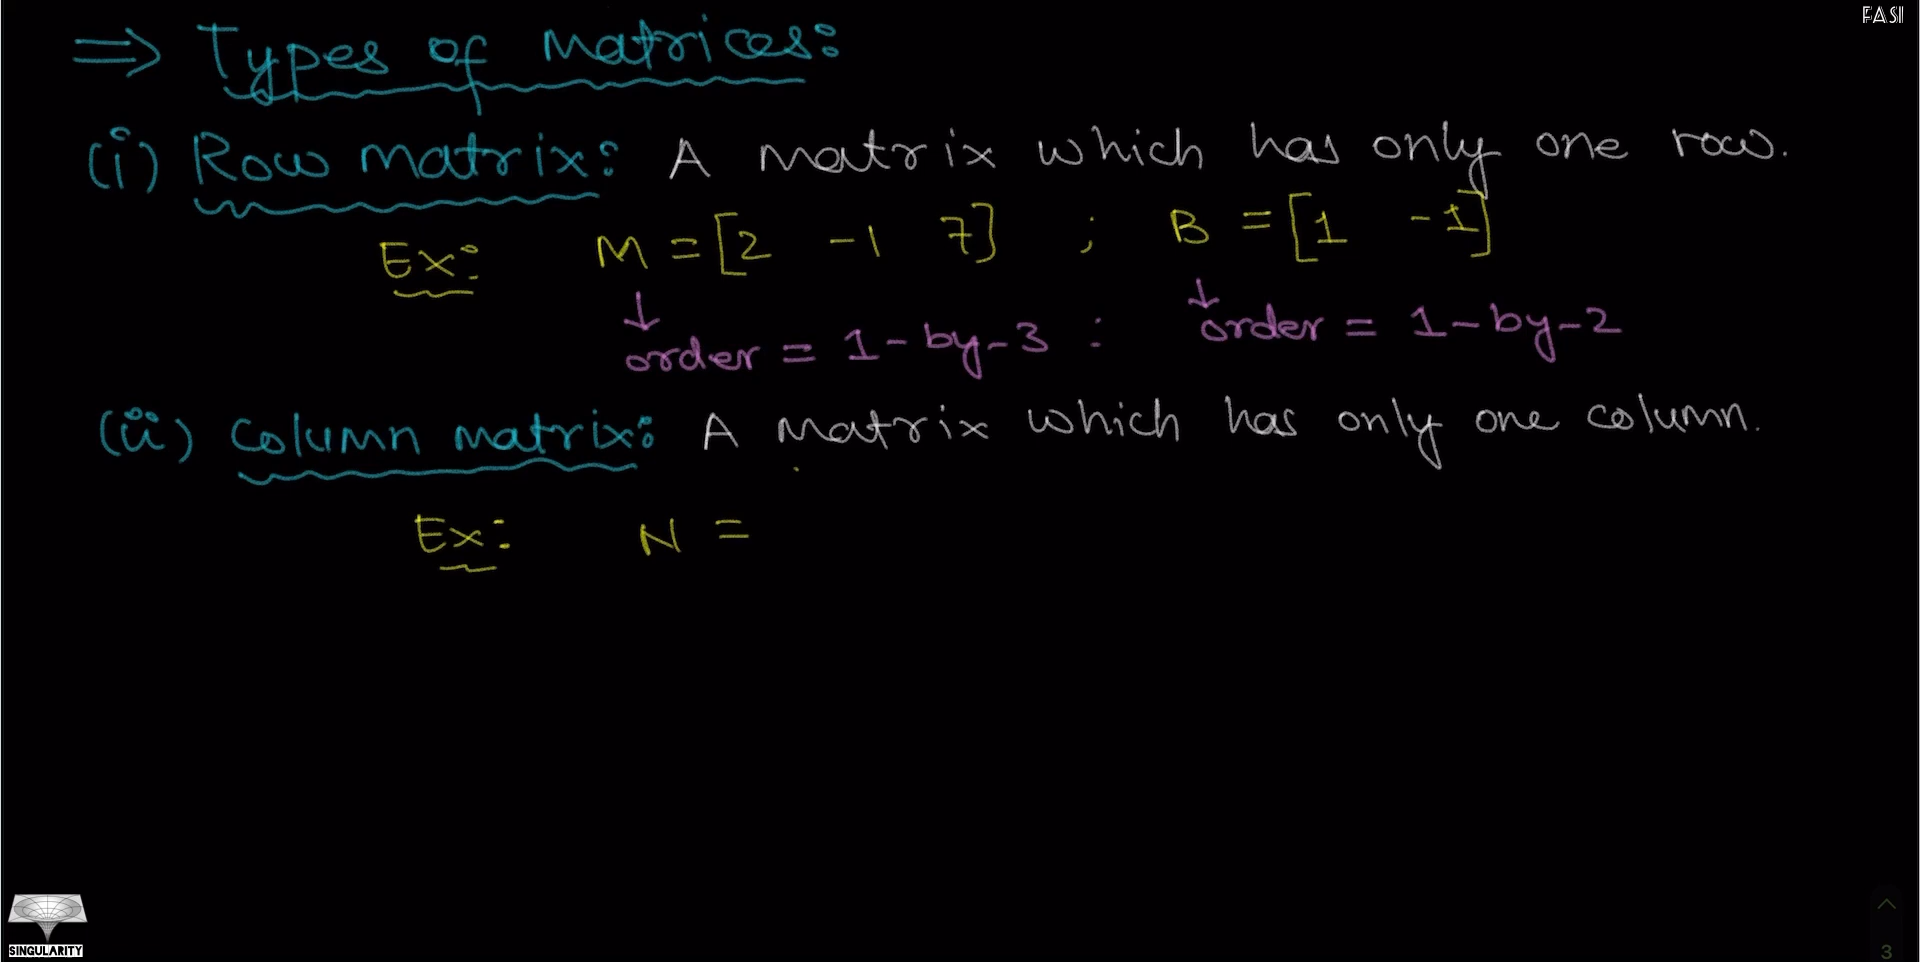 FASI
⇒ Types of Matrices:
(i) Row Matrix: A Matrix which has only one row.
Ex: M = [2 -1 7] ; B = [1 -1]
↓ order = 1-by-3 : ↓ order = 1-by-2
(ii) Column Matrix: A Matrix which has only one column.
Ex: N =
SINGULARITY
3